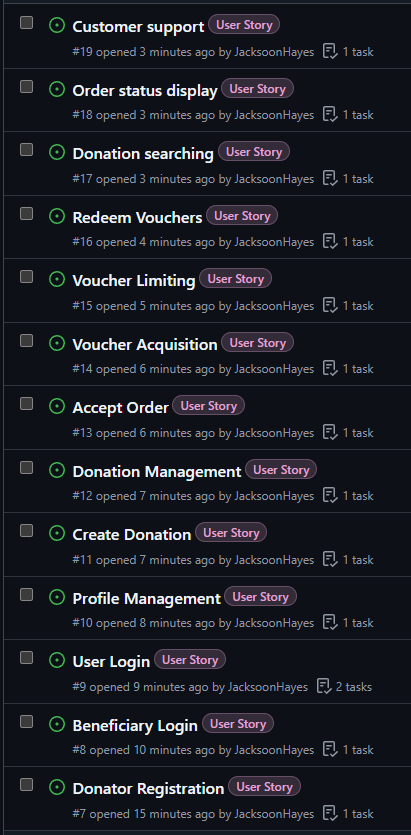 Customer support User Story
#19 opened 3 minutes ago by JacksoonHayes 1 task
Order status display User Story
#18 opened 3 minutes ago by JacksoonHayes 1 task
Donation searching User Story
#17 opened 3 minutes ago by JacksoonHayes 1 task
Redeem Vouchers User Story
#16 opened 4 minutes ago by JacksoonHayes 1 task
Voucher Limiting User Story
#15 opened 5 minutes ago by JacksoonHayes 1 task
Voucher Acquisition User Story
#14 opened 6 minutes ago by JacksoonHayes 1 task
Accept Order User Story
#13 opened 6 minutes ago by JacksoonHayes 1 task
Donation Management User Story
#12 opened 7 minutes ago by JacksoonHayes 1 task
Create Donation User Story
#11 opened 7 minutes ago by JacksoonHayes 1 task
Profile Management User Story
#10 opened 8 minutes ago by JacksoonHayes 1 task
User Login User Story
#9 opened 9 minutes ago by JacksoonHayes 2 tasks
Beneficiary Login User Story
#8 opened 10 minutes ago by JacksoonHayes 1 task
Donator Registration User Story
#7 opened 15 minutes ago by JacksoonHayes 1 task